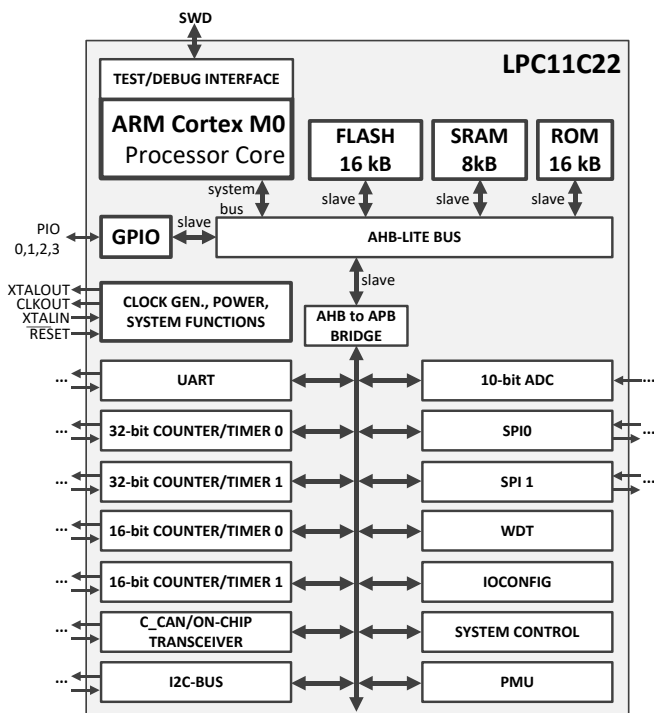 SWD
LPC11C22
TEST/DEBUG INTERFACE
ARM Cortex M0
Processor Core
FLASH
16 kB
SRAM
8kB
ROM
16 kB
system
bus
slave
slave
slave
slave
PIO
0,1,2,3
GPIO
AHB-LITE BUS
slave
XTALOUT
CLKOUT
XTALIN
RESET
CLOCK GEN., POWER,
SYSTEM FUNCTIONS
AHB to APB
BRIDGE
... UART
10-bit ADC ...
... 32-bit COUNTER/TIMER 0
SPI0 ...
... 32-bit COUNTER/TIMER 1
SPI 1 ...
... 16-bit COUNTER/TIMER 0
WDT
... 16-bit COUNTER/TIMER 1
IOCONFIG
... C_CAN/ON-CHIP
TRANSCEIVER
SYSTEM CONTROL
... I2C-BUS
PMU